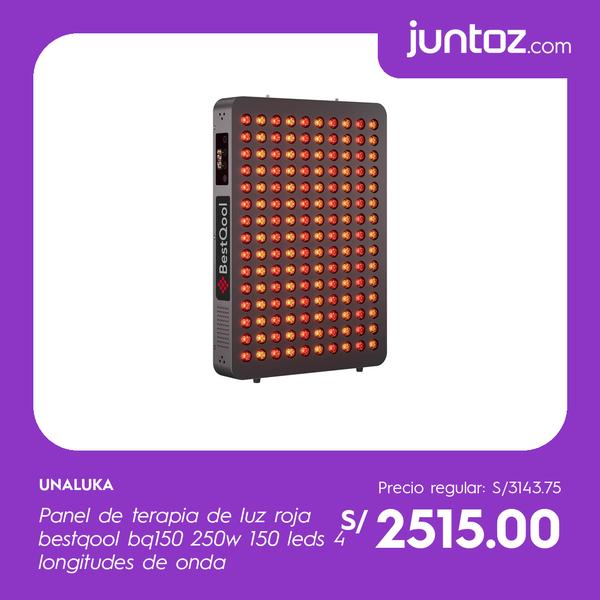 juntoz.com
BestQool
UNALUKA
Panel de terapia de luz roja
bestqool bq150 250w 150 leds 4
longitudes de onda
Precio regular: S/3143.75
S/ 2515.00